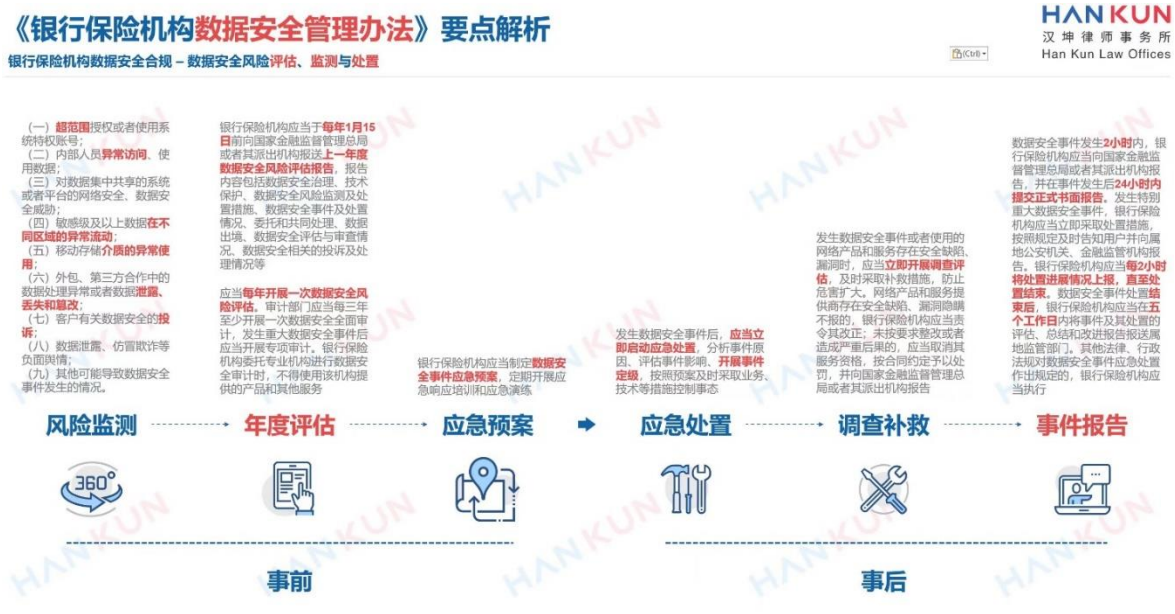 《银行保险机构数据安全管理办法》要点解析
银行保险机构数据安全合规 – 数据安全风险评估、监测与处置
(Ctrl)
HANKUN
汉坤律师事务所
Han Kun Law Offices
（一）超范围授权或者使用系
统特权账号；
（二）内部人员异常访问、使
用数据；
（三）对数据集中共享的系统
或者平台的网络安全、数据安
全威胁；
（四）敏感级及以上数据在不
同区域的异常流动；
（五）移动存储介质的异常使
用；
（六）外包、第三方合作中的
数据处理异常或者数据泄露、
丢失和篡改；
（七）客户有关数据安全的投
诉；
（八）数据泄露、仿冒欺诈等
负面舆情；
（九）其他可能导致数据安全
事件发生的情况。
银行保险机构应当于每年1月15
日前向国家金融监督管理总局
或者其派出机构报送上一年度
数据安全风险评估报告，报告
内容包括数据安全治理、技术
保护、数据安全风险监测及处
置措施、数据安全事件及处置
情况、委托和共同处理、数据
出境、数据安全评估与审查情
况、数据安全相关的投诉及处
理情况等
应当每年开展一次数据安全风
险评估。审计部门应当每三年
至少开展一次数据安全全面审
计，发生重大数据安全事件后
应当开展专项审计。银行保险
机构委托专业机构进行数据安
全审计时，不得使用该机构提
供的产品和其他服务
银行保险机构应当制定数据安
全事件应急预案，定期开展应
急响应培训和应急演练
发生数据安全事件后，应当立
即启动应急处置，分析事件原
因、评估事件影响、开展事件
定级，按照预案及时采取业务、
技术等措施控制事态
发生数据安全事件或者使用的
网络产品和服务存在安全缺陷、
漏洞时，应当立即开展调查评
估，及时采取补救措施，防止
危害扩大。网络产品和服务提
供商存在安全缺陷、漏洞隐瞒
不报的，银行保险机构应当责
令其改正；未按要求整改或者
造成严重后果的，应当取消其
服务资格，按合同约定予以处
罚，并向国家金融监督管理总
局或者其派出机构报告
数据安全事件发生2小时内，银
行保险机构应当向国家金融监
督管理总局或者其派出机构报
告，并在事件发生后24小时内
提交正式书面报告。发生特别
重大数据安全事件，银行保险
机构应当立即采取处置措施，
按照规定及时告知用户并向属
地公安机关、金融监管机构报
告。银行保险机构应当每2小时
将处置进展情况上报，直至处
置结束。数据安全事件处置结
束后，银行保险机构应当在五
个工作日内将事件及其处置的
评估、总结和改进报告报送属
地监管部门。其他法律、行政
法规对数据安全事件应急处置
作出规定的，银行保险机构应
当执行
风险监测
年度评估
应急预案
应急处置
调查补救
事件报告
360°
事前
事后